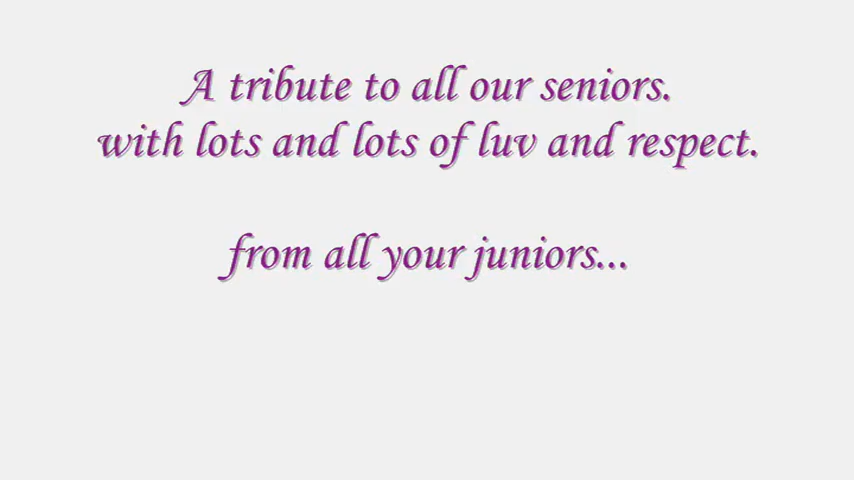 A tribute to all our seniors.
with lots and lots of luv and respect.
from all your juniors...